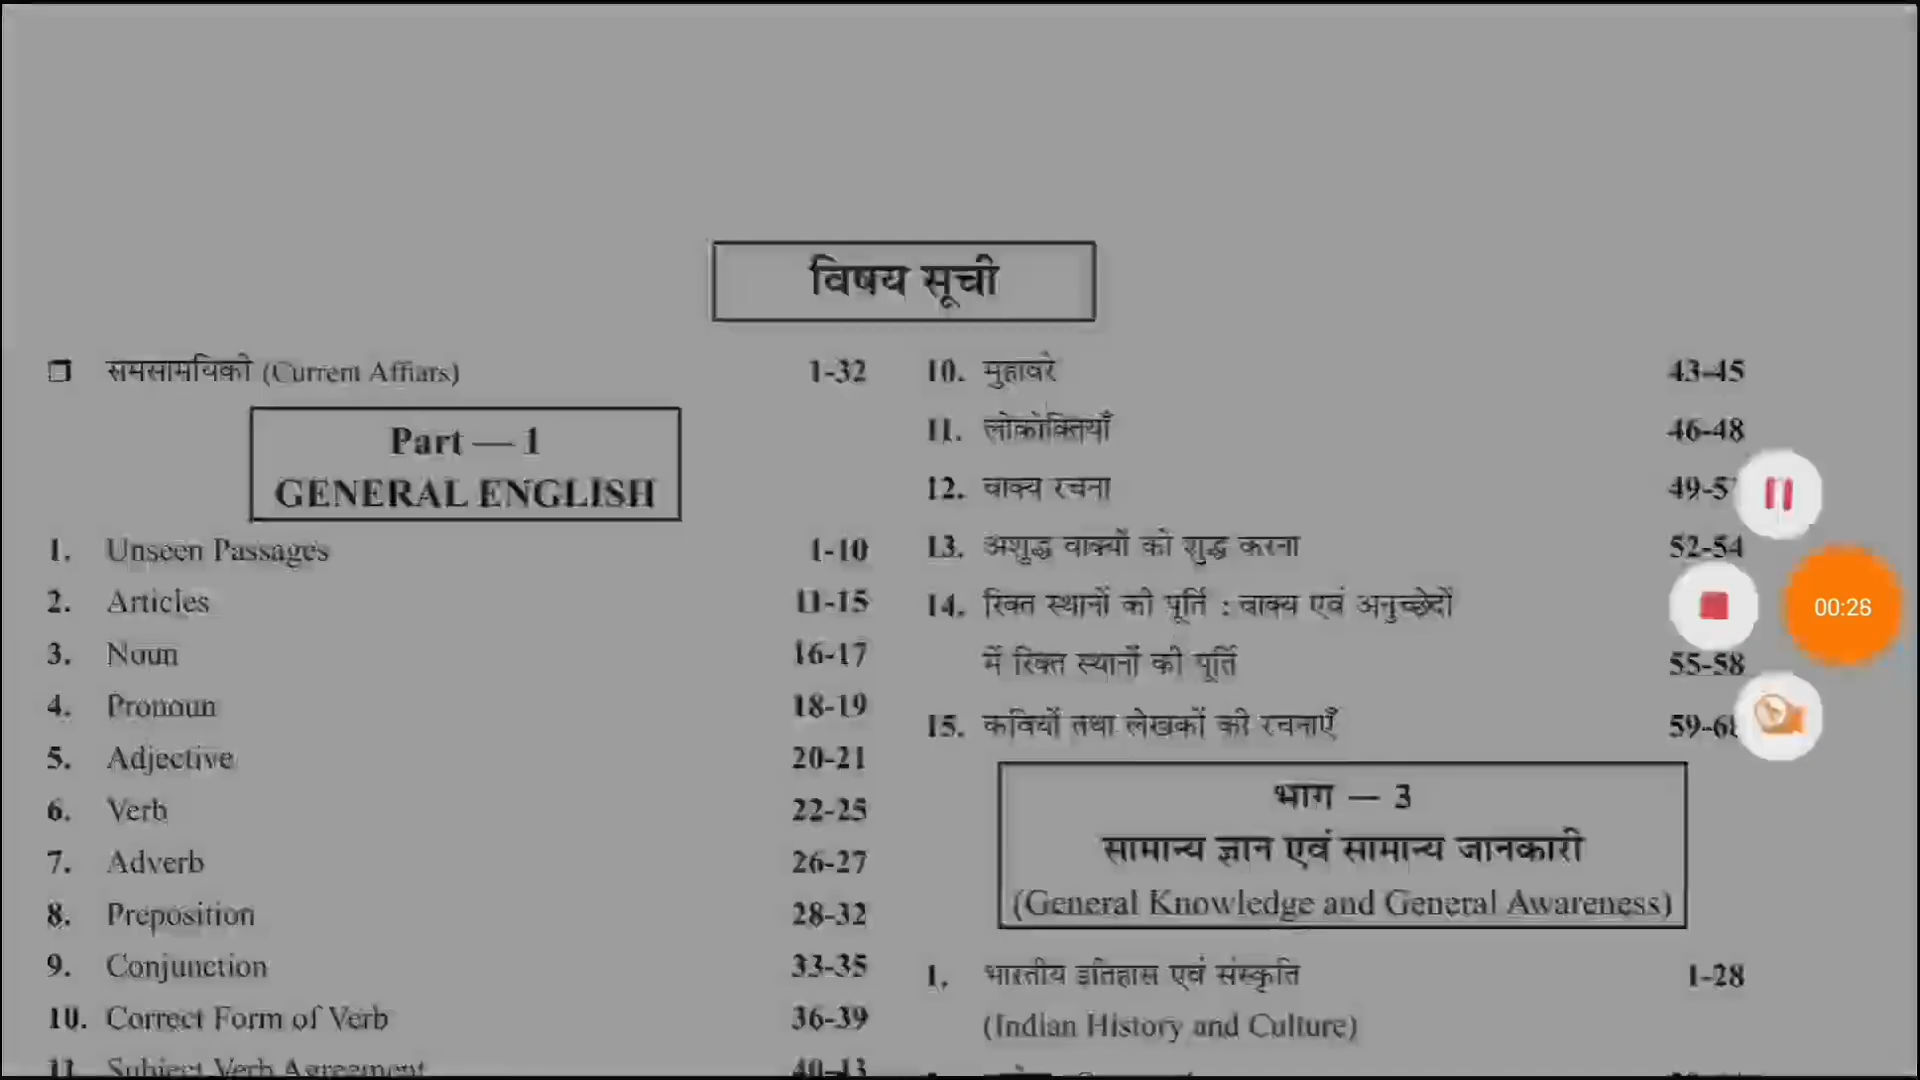 विषय सूची
समसामयिकी (Current Affiars) 1-32
Part — 1
GENERAL ENGLISH
1. Unseen Passages 1-10
2. Articles 11-15
3. Noun 16-17
4. Pronoun 18-19
5. Adjective 20-21
6. Verb 22-25
7. Adverb 26-27
8. Preposition 28-32
9. Conjunction 33-35
10. Correct Form of Verb 36-39
11. Subject Verb Agreement
10. मुहावरे 43-45
11. लोकोक्तियाँ 46-48
12. वाक्य रचना
13. अशुद्ध वाक्यों को शुद्ध करना 52-54
14. रिक्त स्थानों की पूर्ति : वाक्य एवं अनुच्छेदों
में रिक्त स्थानों की पूर्ति 55-58
15. कवियों तथा लेखकों की रचनाएँ
भाग — 3
सामान्य ज्ञान एवं सामान्य जानकारी
(General Knowledge and General Awareness)
1. भारतीय इतिहास एवं संस्कृति 1-28
(Indian History and Culture)
00:26